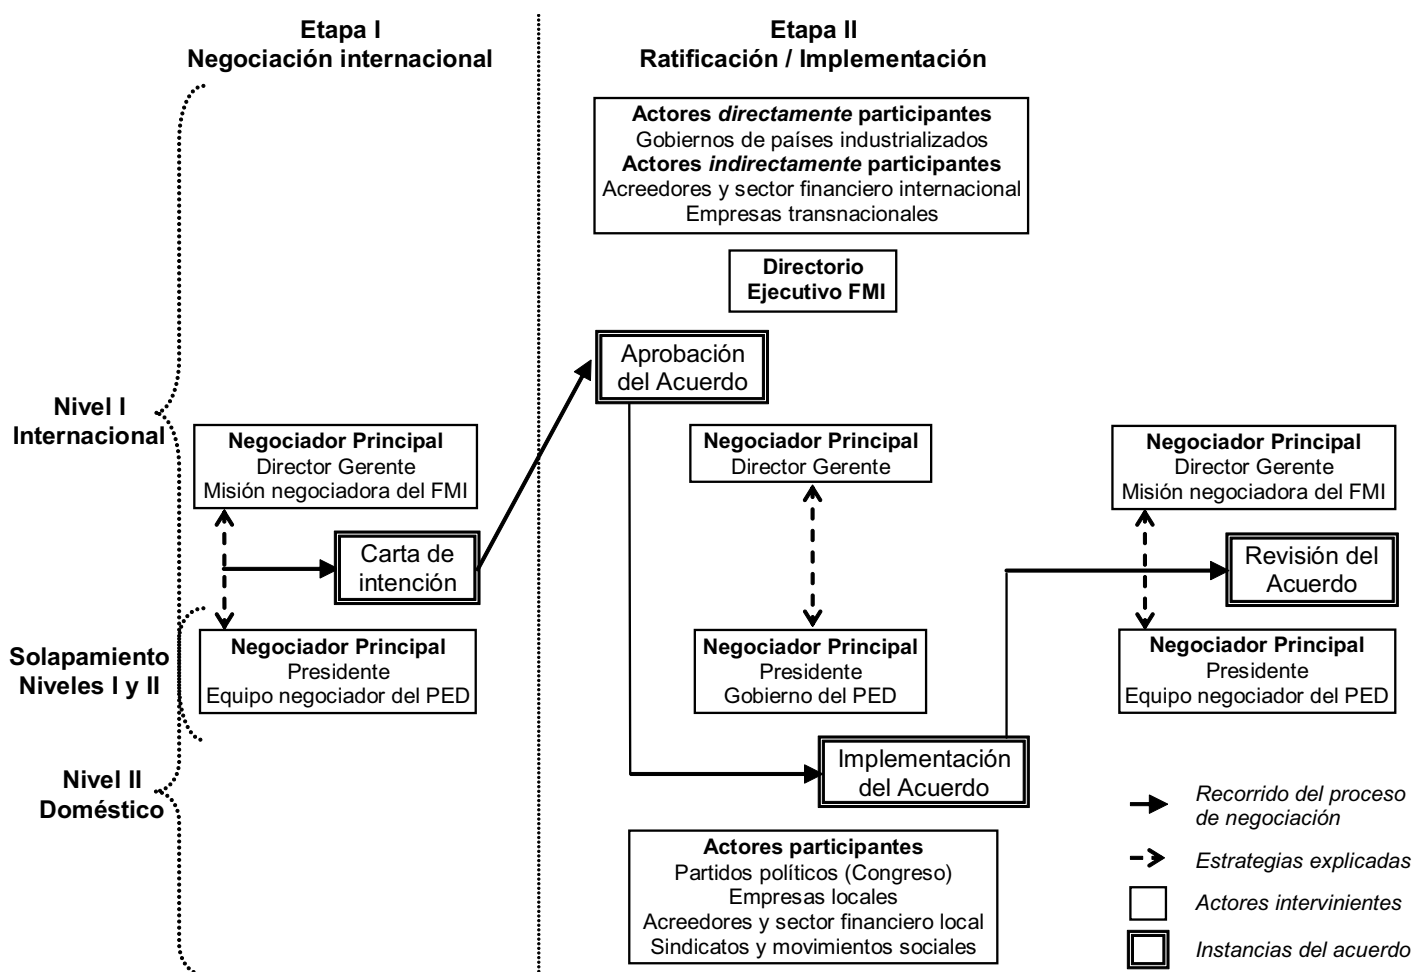 Etapa I
Negociación internacional
Etapa II
Ratificación / Implementación
Actores directamente participantes
Gobiernos de países industrializados
Actores indirectamente participantes
Acreedores y sector financiero internacional
Empresas transnacionales
Directorio
Ejecutivo FMI
Aprobación
del Acuerdo
Nivel I
Internacional
Negociador Principal
Director Gerente
Misión negociadora del FMI
Negociador Principal
Director Gerente
Negociador Principal
Director Gerente
Misión negociadora del FMI
Carta de
intención
Revisión del
Acuerdo
Solapamiento
Niveles I y II
Negociador Principal
Presidente
Equipo negociador del PED
Negociador Principal
Presidente
Gobierno del PED
Negociador Principal
Presidente
Equipo negociador del PED
Implementación
del Acuerdo
Nivel II
Doméstico
Actores participantes
Partidos políticos (Congreso)
Empresas locales
Acreedores y sector financiero local
Sindicatos y movimientos sociales
Recorrido del proceso
de negociación
Estrategias explicadas
Actores intervinientes
Instancias del acuerdo